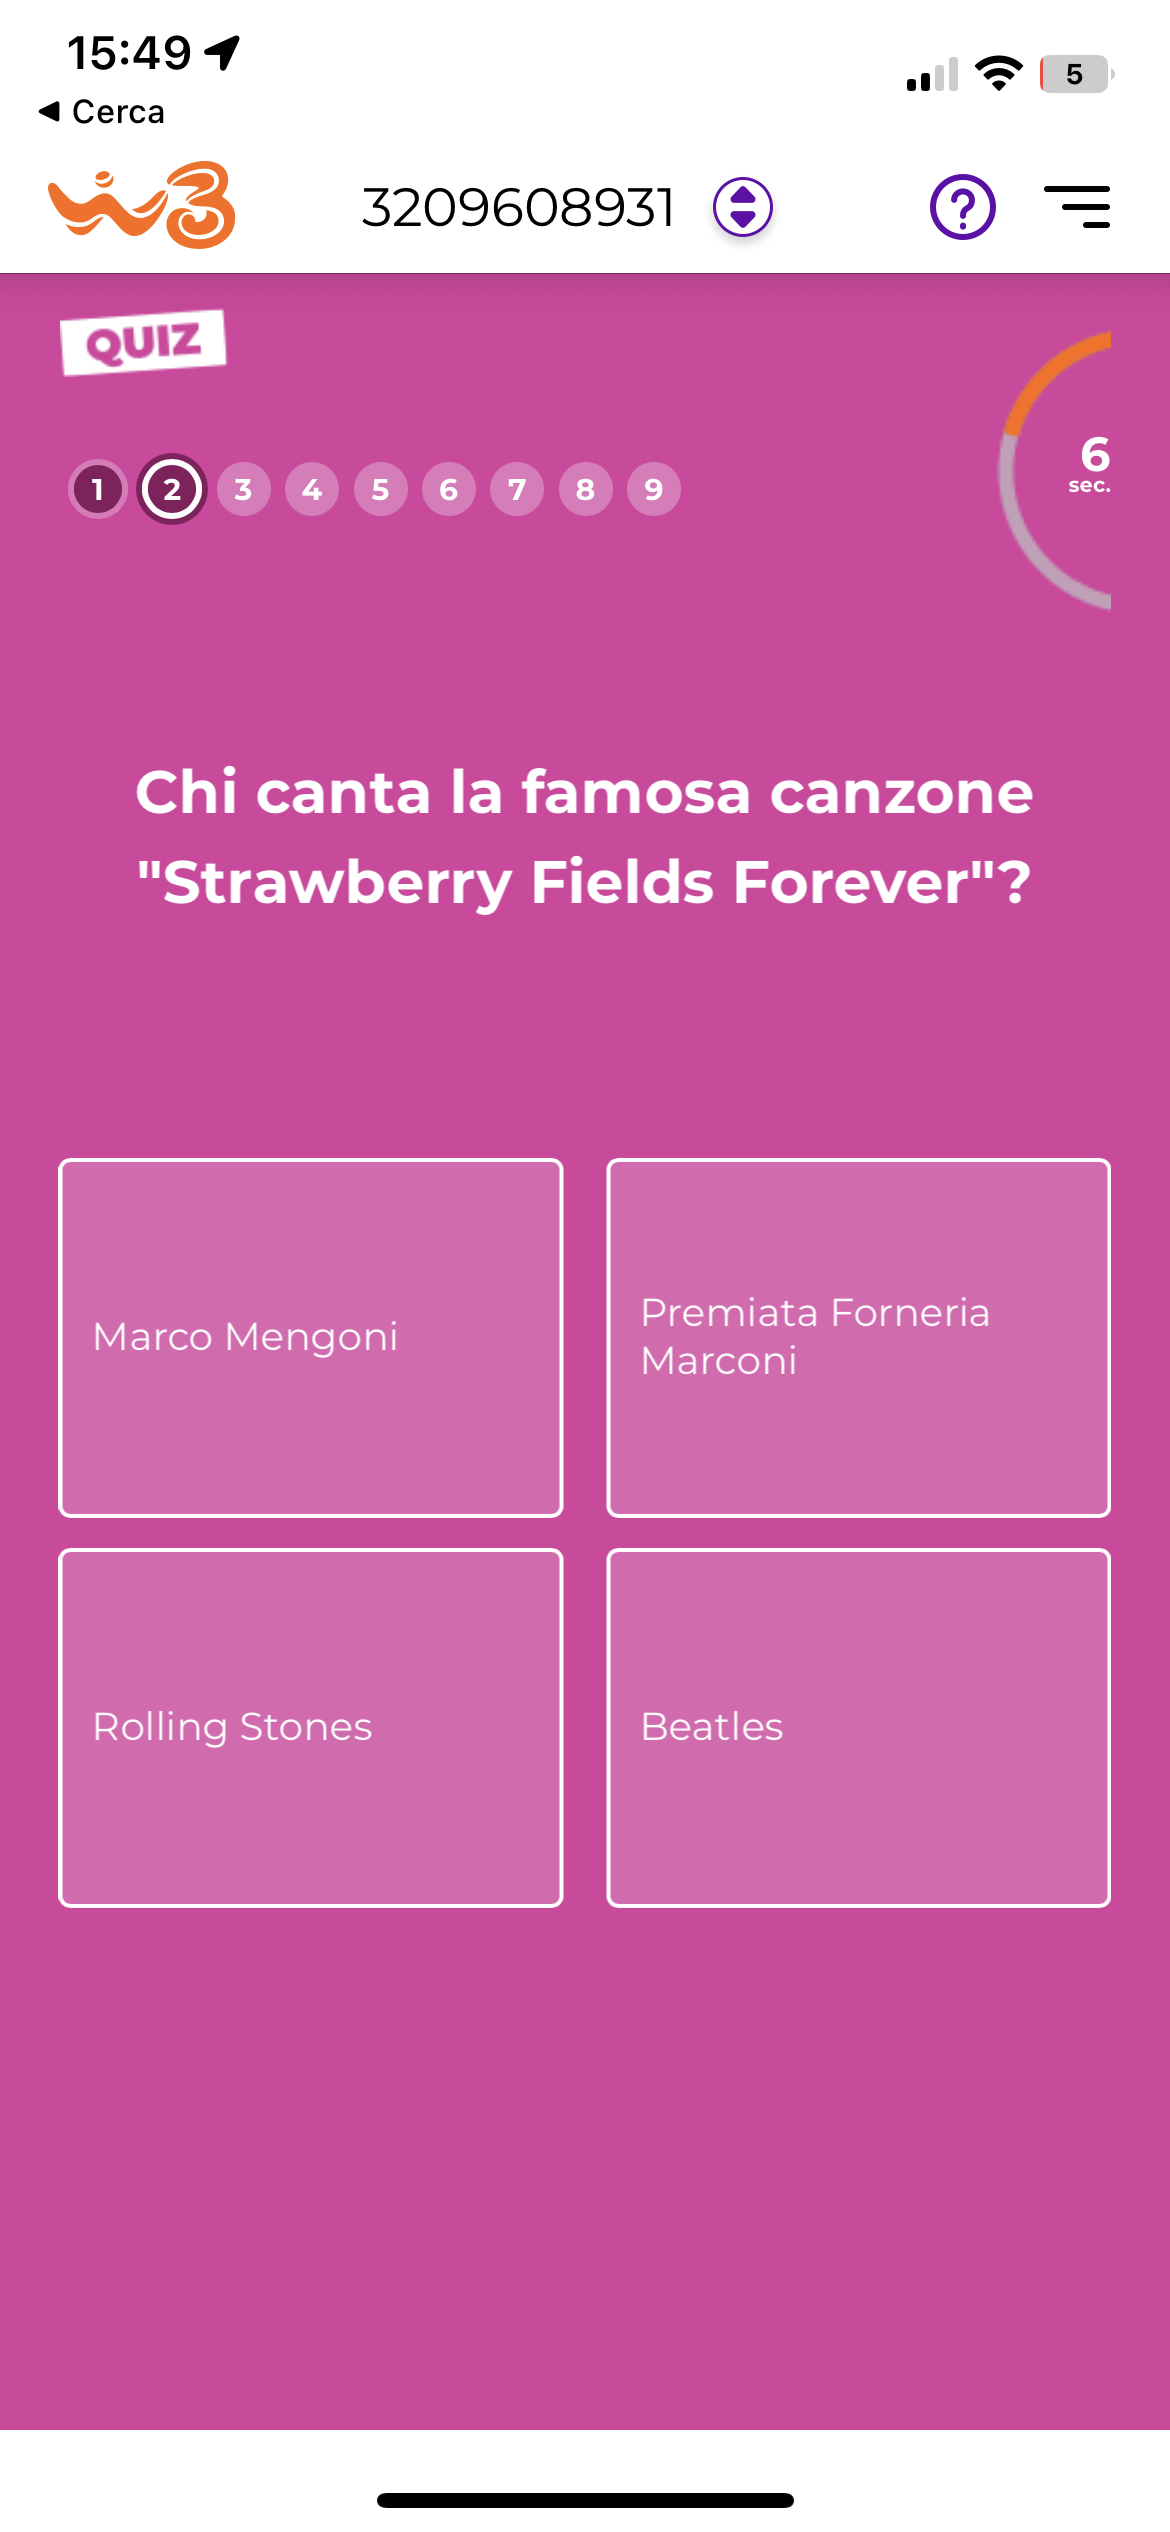 15:49
5
◀ Cerca
3209608931
?
QUIZ
6
sec.
1 2 3 4 5 6 7 8 9
Chi canta la famosa canzone
"Strawberry Fields Forever"?
Marco Mengoni
Premiata Forneria
Marconi
Rolling Stones
Beatles